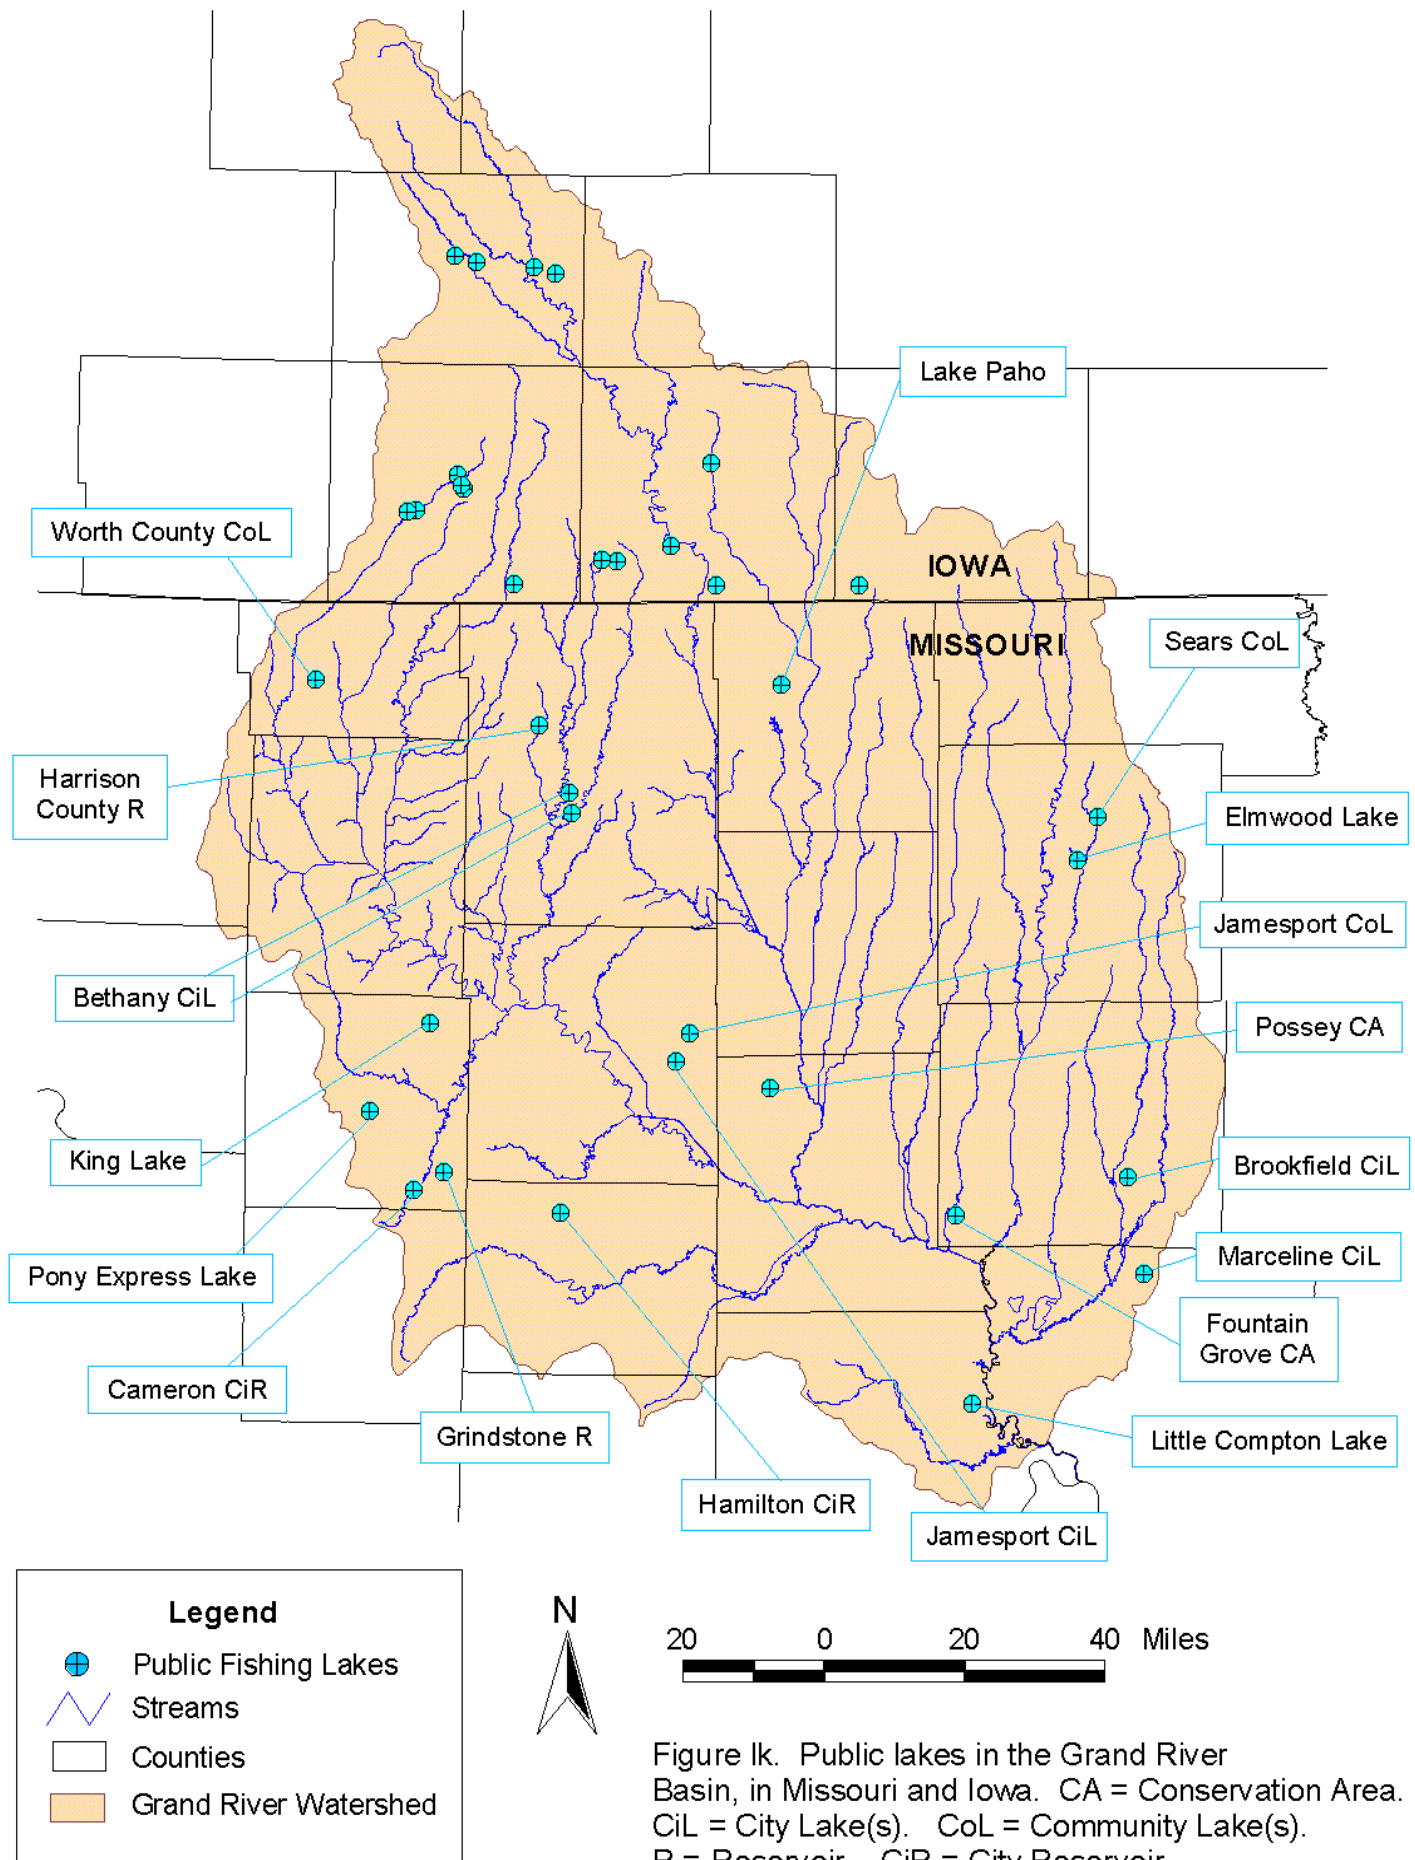 Lake Paho
Worth County CoL
IOWA
MISSOURI
Sears CoL
Harrison
County R
Elmwood Lake
Jamesport CoL
Bethany CiL
Possey CA
King Lake
Brookfield CiL
Pony Express Lake
Marceline CiL
Fountain
Grove CA
Cameron CiR
Grindstone R
Little Compton Lake
Hamilton CiR
Jamesport CiL
Legend
Public Fishing Lakes
Streams
Counties
Grand River Watershed
N
20 0 20 40 Miles
Figure Ik. Public lakes in the Grand River
Basin, in Missouri and Iowa. CA = Conservation Area.
CiL = City Lake(s). CoL = Community Lake(s).
R = Reservoir. CiR = City Reservoir